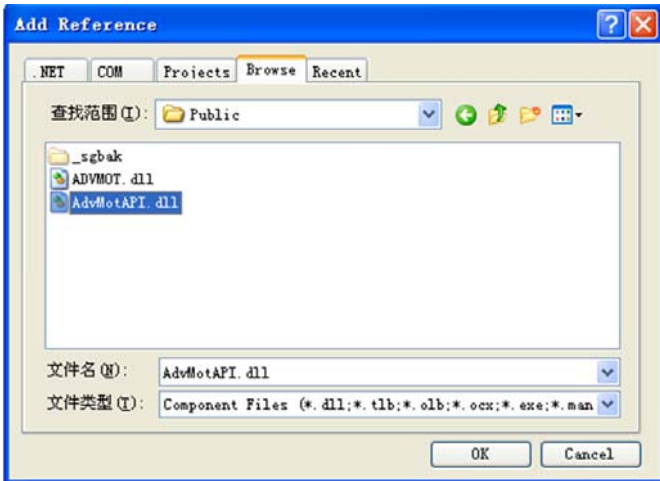 Add Reference
.NET COM Projects Browse Recent
查找范围(I): Public
_sgbak
ADVMOT.dll
AdvMotAPI.dll
文件名(N): AdvMotAPI.dll
文件类型(T): Component Files (*.dll;*.tlb;*.olb;*.ocx;*.exe;*.man
OK Cancel